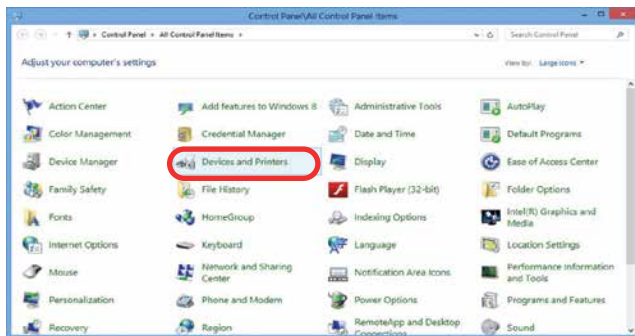 Control Panel\All Control Panel Items
Control Panel ▸ All Control Panel Items ▸
Search Control Panel
Adjust your computer's settings
View by: Large icons
Action Center
Add features to Windows 8
Administrative Tools
AutoPlay
Color Management
Credential Manager
Date and Time
Default Programs
Device Manager
Devices and Printers
Display
Ease of Access Center
Family Safety
File History
Flash Player (32-bit)
Folder Options
Fonts
HomeGroup
Indexing Options
Intel(R) Graphics and
Media
Internet Options
Keyboard
Language
Location Settings
Mouse
Network and Sharing
Center
Notification Area Icons
Performance Information
and Tools
Personalization
Phone and Modem
Power Options
Programs and Features
Recovery
Region
RemoteApp and Desktop
Connections
Sound